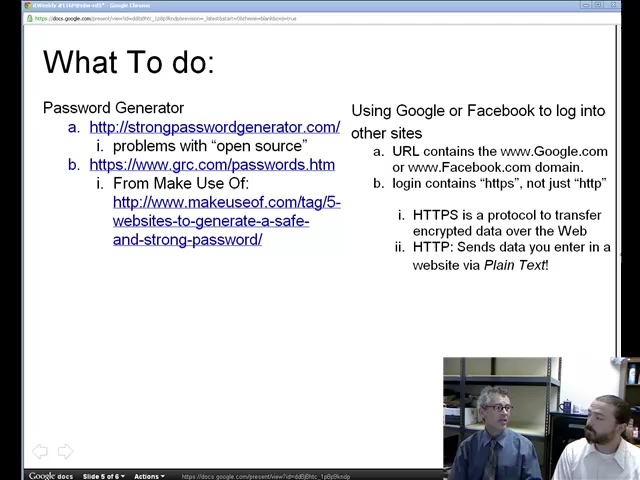 - Google Chrome
What To do:
Password Generator
a. http://strongpasswordgenerator.com/
i. problems with “open source”
b. https://www.grc.com/passwords.htm
i. From Make Use Of:
http://www.makeuseof.com/tag/5-
websites-to-generate-a-safe-
and-strong-password/
Using Google or Facebook to log into
other sites
a. URL contains the www.Google.com
or www.Facebook.com domain.
b. login contains “https”, not just “http”
i. HTTPS is a protocol to transfer
encrypted data over the Web
ii. HTTP: Sends data you enter in a
website via Plain Text!
Google docs Slide 5 of 6 Actions